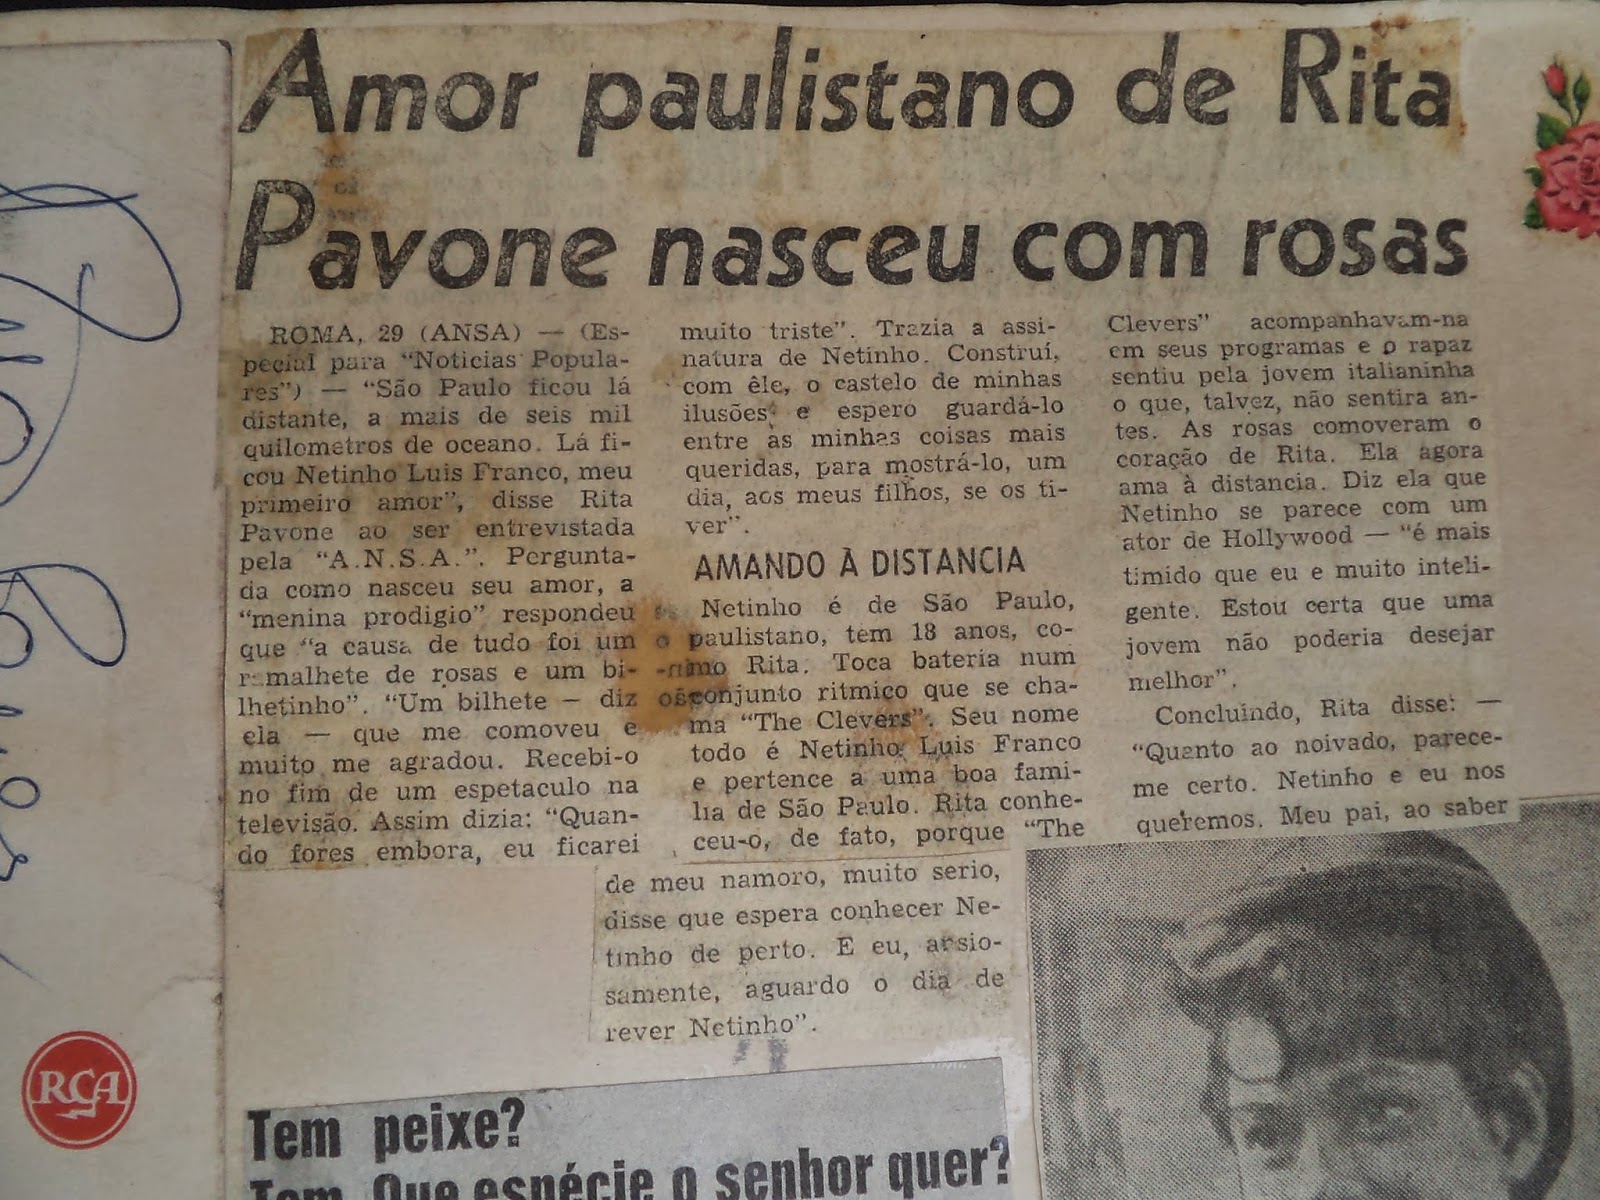 Amor paulistano de Rita
Pavone nasceu com rosas
ROMA, 29 (ANSA) — (Es-
pecial para "Noticias Popula-
res") — "São Paulo ficou lá
distante, a mais de seis mil
quilometros de oceano. Lá fi-
cou Netinho Luis Franco, meu
primeiro amor", disse Rita
Pavone ao ser entrevistada
pela "A.N.S.A.". Pergunta-
da como nasceu seu amor, a
"menina prodigio" respondeu
que "a causa de tudo foi um
ramalhete de rosas e um bi-
lhetinho". "Um bilhete — diz
ela — que me comoveu e
muito me agradou. Recebi-o
no fim de um espetaculo na
televisão. Assim dizia: "Quan-
do fores embora, eu ficarei
muito triste". Trazia a assi-
natura de Netinho. Construí,
com êle, o castelo de minhas
ilusões e espero guardá-lo
entre as minhas coisas mais
queridas, para mostrá-lo, um
dia, aos meus filhos, se os ti-
ver".
AMANDO À DISTANCIA
Netinho é de São Paulo,
paulistano, tem 18 anos, co-
mo Rita. Toca bateria num
conjunto ritmico que se cha-
ma "The Clevers". Seu nome
todo é Netinho Luis Franco
e pertence a uma boa fami-
lia de São Paulo. Rita conhe-
ceu-o, de fato, porque "The
Clevers" acompanhavam-na
em seus programas e o rapaz
sentiu pela jovem italianinha
o que, talvez, não sentira an-
tes. As rosas comoveram o
coração de Rita. Ela agora
ama à distancia. Diz ela que
Netinho se parece com um
ator de Hollywood — "é mais
timido que eu e muito inteli-
gente. Estou certa que uma
jovem não poderia desejar
melhor".
Concluindo, Rita disse: —
"Quanto ao noivado, parece-
me certo. Netinho e eu nos
queremos. Meu pai, ao saber
de meu namoro, muito serio,
disse que espera conhecer Ne-
tinho de perto. E eu, ansio-
samente, aguardo o dia de
rever Netinho".
RCA
Tem peixe?
Tem. Que espécie o senhor quer?